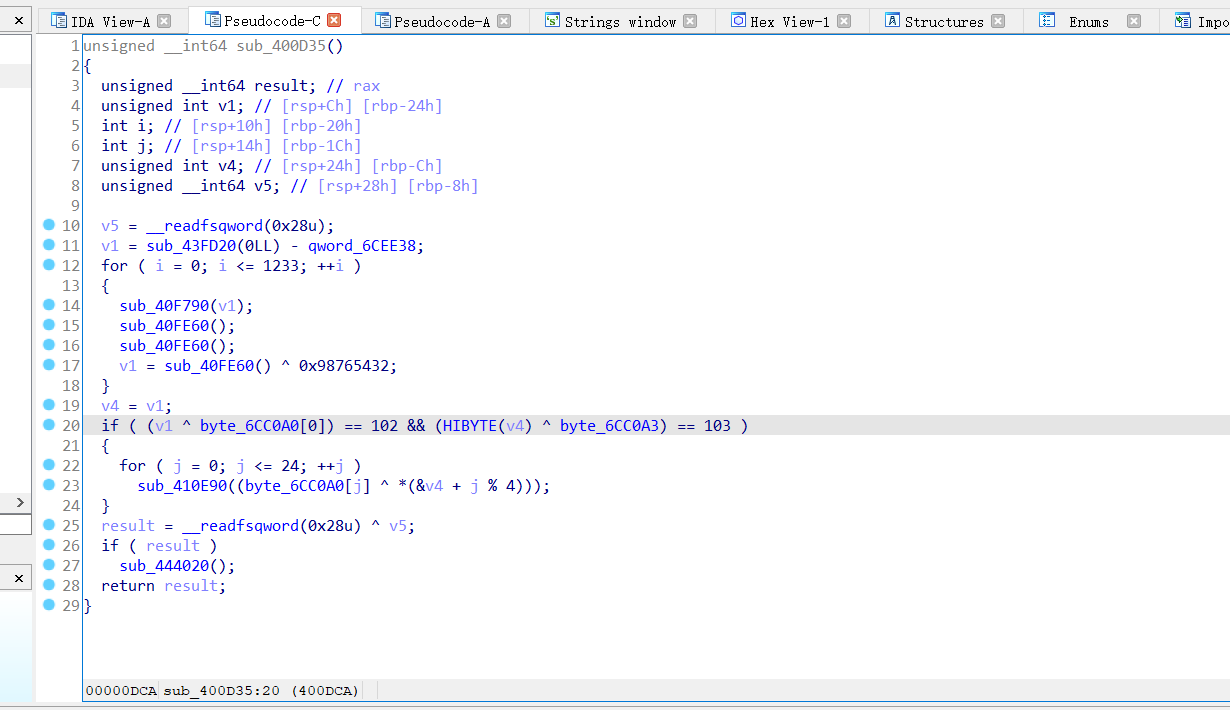 IDA View-A Pseudocode-C Pseudocode-A Strings window Hex View-1 Structures Enums Impo
1 unsigned __int64 sub_400D35()
2 {
3 unsigned __int64 result; // rax
4 unsigned int v1; // [rsp+Ch] [rbp-24h]
5 int i; // [rsp+10h] [rbp-20h]
6 int j; // [rsp+14h] [rbp-1Ch]
7 unsigned int v4; // [rsp+24h] [rbp-Ch]
8 unsigned __int64 v5; // [rsp+28h] [rbp-8h]
9
10 v5 = __readfsqword(0x28u);
11 v1 = sub_43FD20(0LL) - qword_6CEE38;
12 for ( i = 0; i <= 1233; ++i )
13 {
14 sub_40F790(v1);
15 sub_40FE60();
16 sub_40FE60();
17 v1 = sub_40FE60() ^ 0x98765432;
18 }
19 v4 = v1;
20 if ( (v1 ^ byte_6CC0A0[0]) == 102 && (HIBYTE(v4) ^ byte_6CC0A3) == 103 )
21 {
22 for ( j = 0; j <= 24; ++j )
23 sub_410E90((byte_6CC0A0[j] ^ *(&v4 + j % 4)));
24 }
25 result = __readfsqword(0x28u) ^ v5;
26 if ( result )
27 sub_444020();
28 return result;
29 }
00000DCA sub_400D35:20 (400DCA)